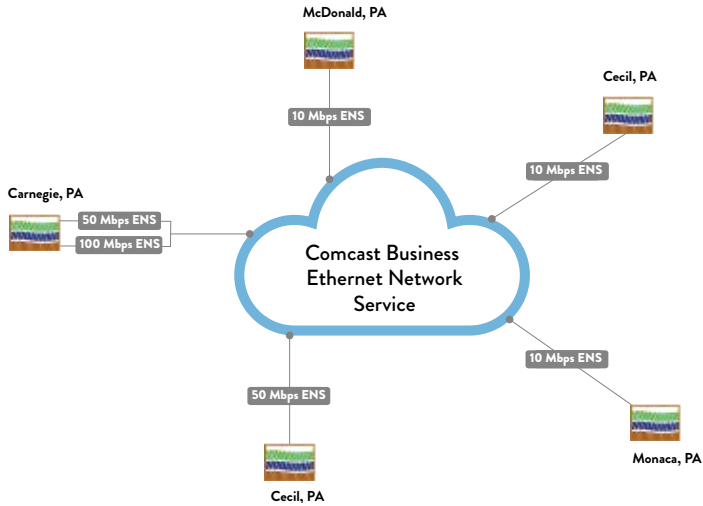 McDonald, PA
10 Mbps ENS
Cecil, PA
10 Mbps ENS
Carnegie, PA
50 Mbps ENS
100 Mbps ENS
Comcast Business
Ethernet Network
Service
10 Mbps ENS
Monaca, PA
50 Mbps ENS
Cecil, PA